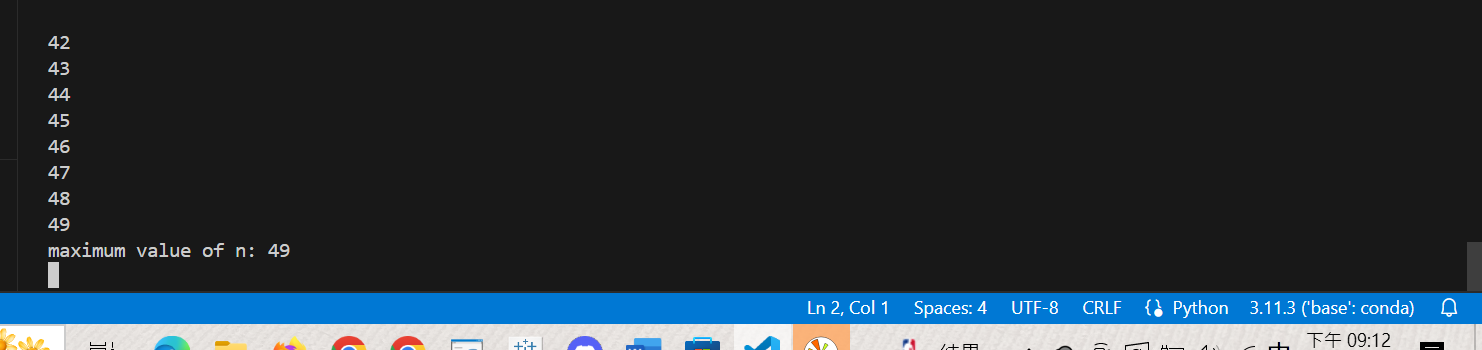 42
43
44
45
46
47
48
49
maximum value of n: 49
Ln 2, Col 1 Spaces: 4 UTF-8 CRLF {} Python 3.11.3 ('base': conda)
下午 09:12